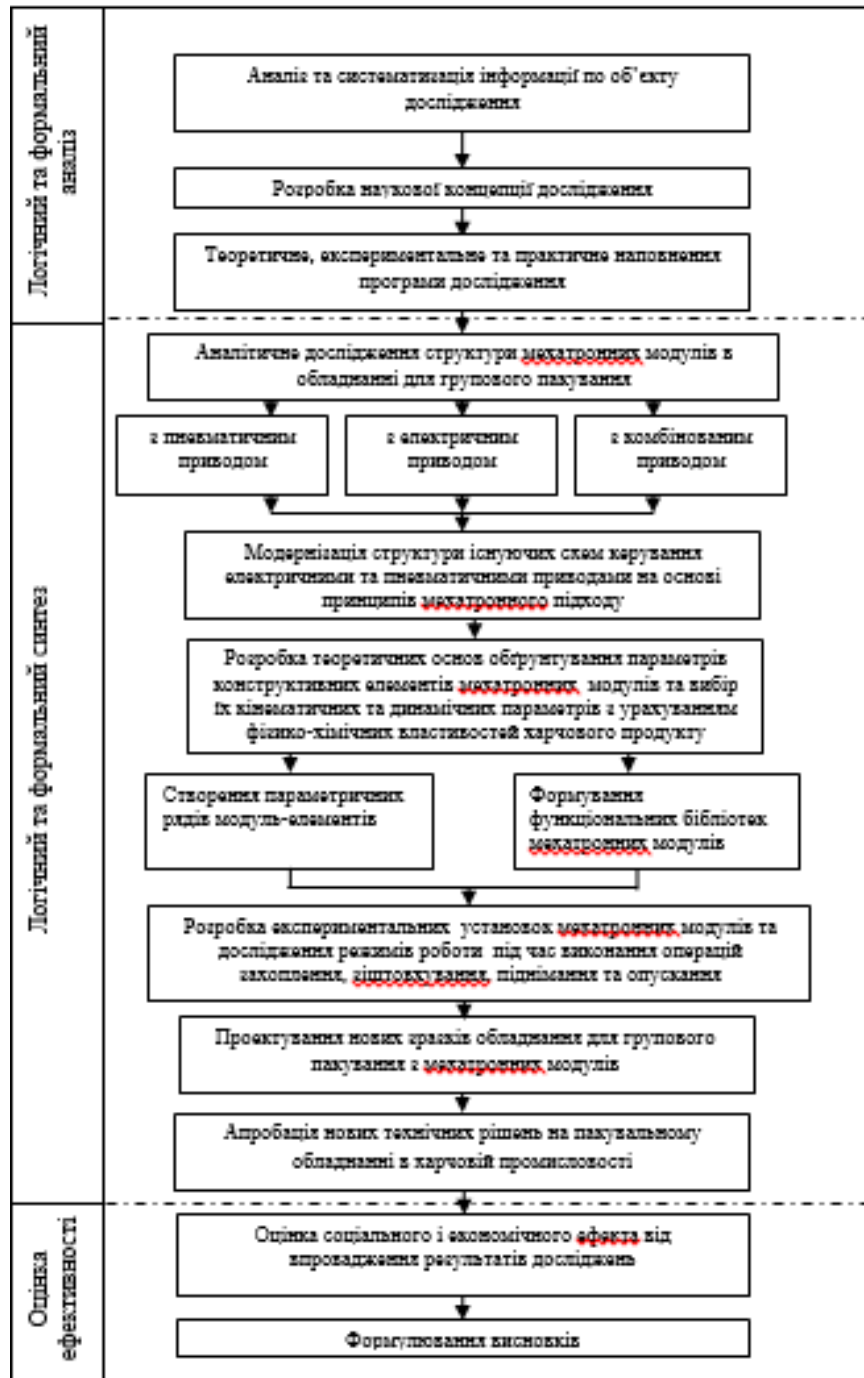 Логічний та формальний
аналіз
Аналіз та систематизація інформації по об’єкту
дослідження
Розробка наукової концепції дослідження
Теоретичне, експериментальне та практичне наповнення
програми дослідження
Логічний та формальний синтез
Аналітичне дослідження структури мехатронних модулів в
обладнанні для групового пакування
з пневматичним
приводом
з електричним
приводом
з комбінованим
приводом
Модернізація структури існуючих схем керування
електричними та пневматичними приводами на основі
принципів мехатронного підходу
Розробка теоретичних основ обґрунтування параметрів
конструктивних елементів мехатронних модулів та вибір
їх кінематичних та динамічних параметрів з урахуванням
фізико-хімічних властивостей харчового продукту
Створення параметричних
рядів модуль-елементів
Формування
функціональних бібліотек
мехатронних модулів
Розробка експериментальних установок мехатронних модулів та
дослідження режимів роботи під час виконання операцій
захоплення, зіштовхування, піднімання та опускання
Проектування нових зразків обладнання для групового
пакування з мехатронних модулів
Апробація нових технічних рішень на пакувальному
обладнанні в харчовій промисловості
Оцінка
ефективності
Оцінка соціального і економічного ефекта від
впровадження результатів досліджень
Формулювання висновків